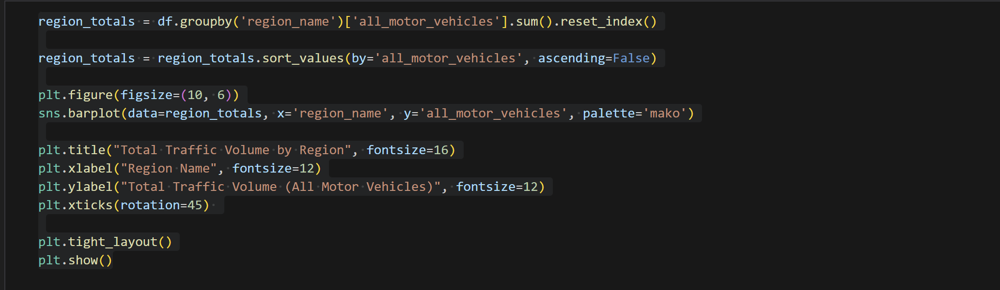 region_totals = df.groupby('region_name')['all_motor_vehicles'].sum().reset_index()
region_totals = region_totals.sort_values(by='all_motor_vehicles', ascending=False)
plt.figure(figsize=(10, 6))
sns.barplot(data=region_totals, x='region_name', y='all_motor_vehicles', palette='mako')
plt.title("Total Traffic Volume by Region", fontsize=16)
plt.xlabel("Region Name", fontsize=12)
plt.ylabel("Total Traffic Volume (All Motor Vehicles)", fontsize=12)
plt.xticks(rotation=45)
plt.tight_layout()
plt.show()